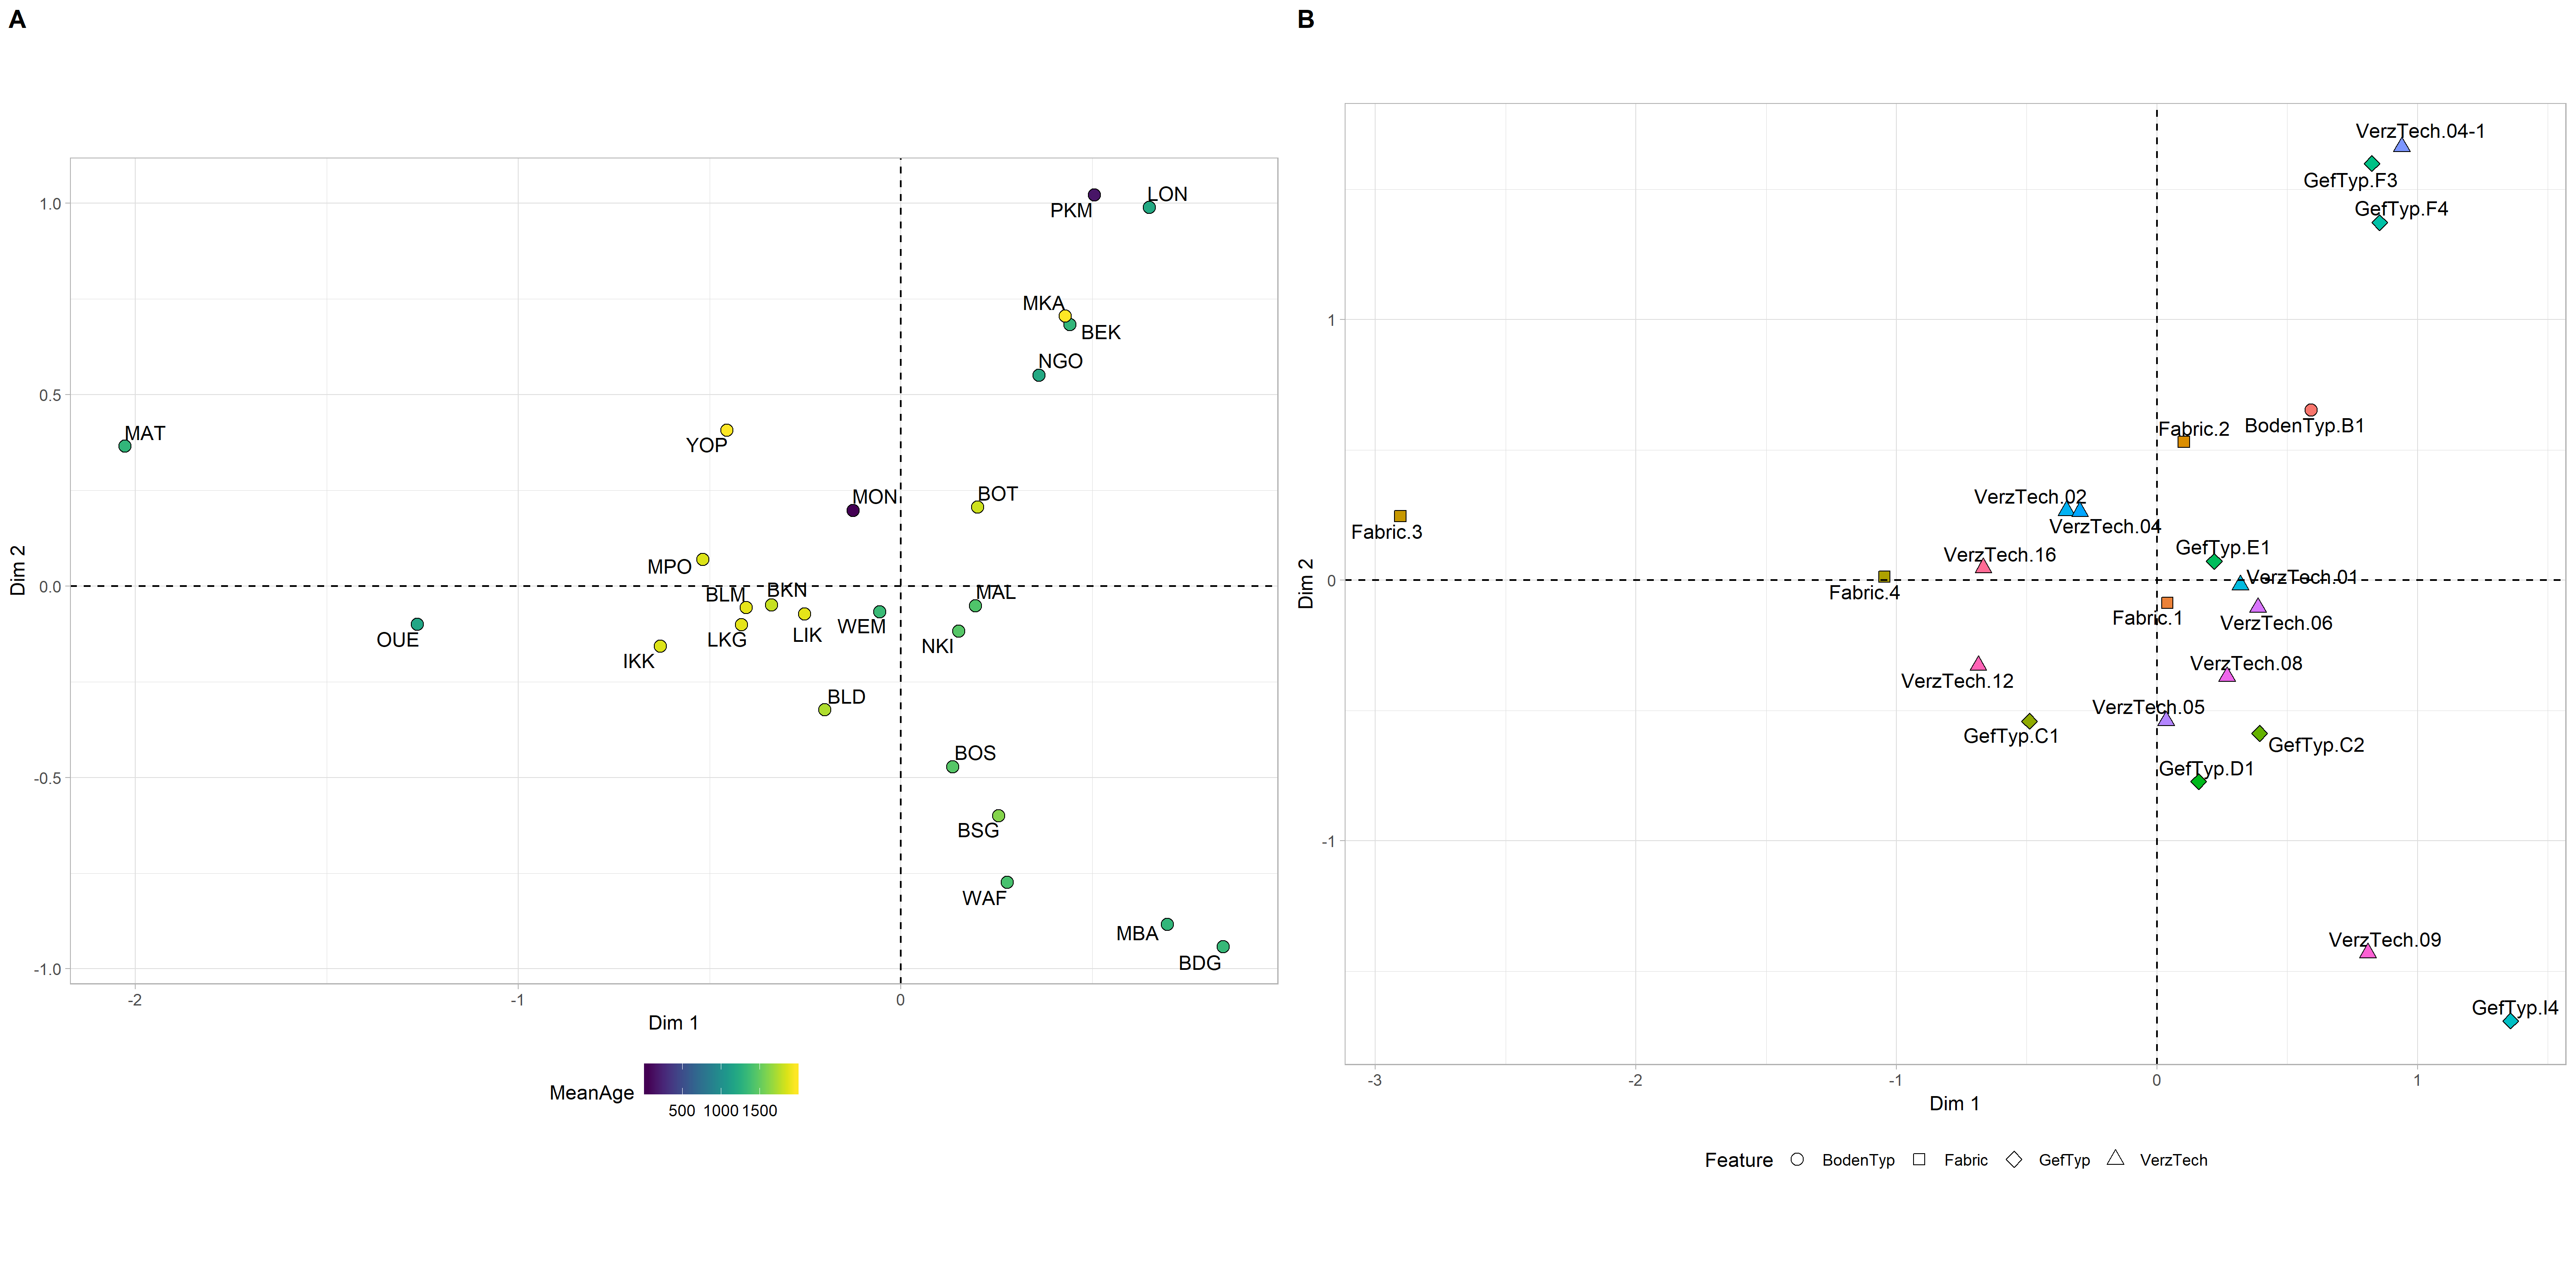 A
B
LON
PKM
MKA
BEK
NGO
MAT
YOP
MON
BOT
MPO
BLM
BKN
MAL
OUE
LKG
LIK
WEM
NKI
IKK
BLD
BOS
BSG
WAF
MBA
BDG
1.0
0.5
0.0
-0.5
-1.0
Dim 2
-2
-1
0
Dim 1
MeanAge
500
1000
1500
VerzTech.04-1
GefTyp.F3
GefTyp.F4
BodenTyp.B1
Fabric.2
VerzTech.02
VerzTech.04
Fabric.3
VerzTech.16
GefTyp.E1
VerzTech.01
Fabric.4
Fabric.1
VerzTech.06
VerzTech.08
VerzTech.12
VerzTech.05
GefTyp.C1
GefTyp.C2
GefTyp.D1
VerzTech.09
GefTyp.I4
1
0
-1
Dim 2
-3
-2
-1
0
1
Dim 1
Feature
BodenTyp
Fabric
GefTyp
VerzTech